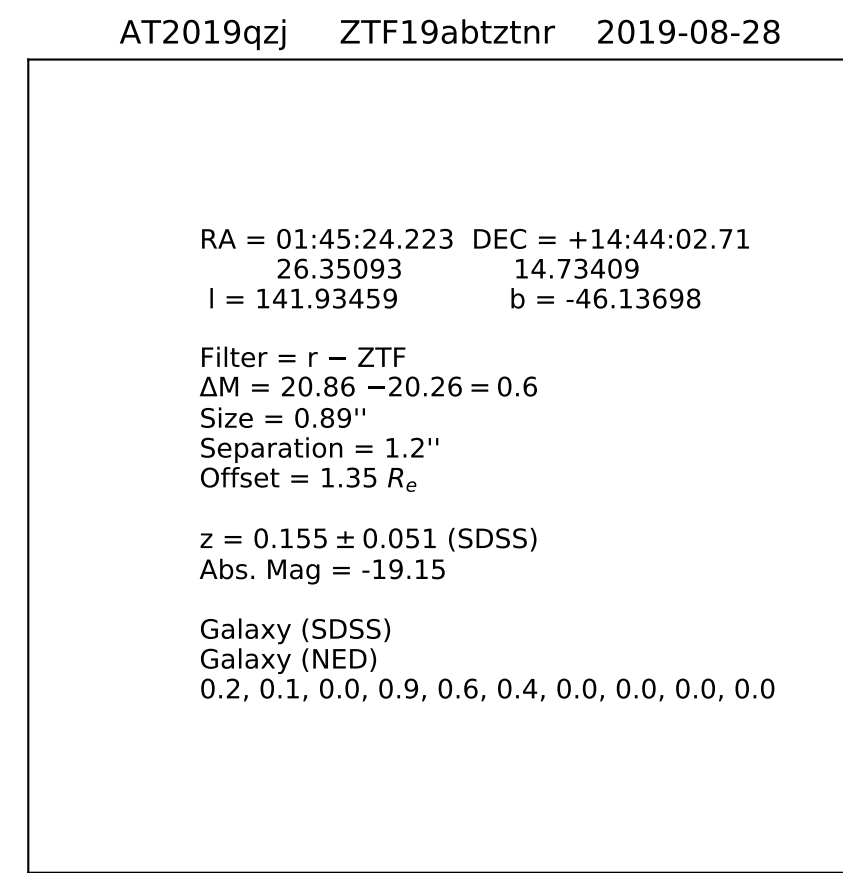 AT2019qzj ZTF19abtztnr 2019-08-28
RA = 01:45:24.223 DEC = +14:44:02.71
26.35093 14.73409
l = 141.93459 b = -46.13698
Filter = r − ZTF
ΔM = 20.86 −20.26 = 0.6
Size = 0.89''
Separation = 1.2''
Offset = 1.35 Re
z = 0.155 ± 0.051 (SDSS)
Abs. Mag = -19.15
Galaxy (SDSS)
Galaxy (NED)
0.2, 0.1, 0.0, 0.9, 0.6, 0.4, 0.0, 0.0, 0.0, 0.0